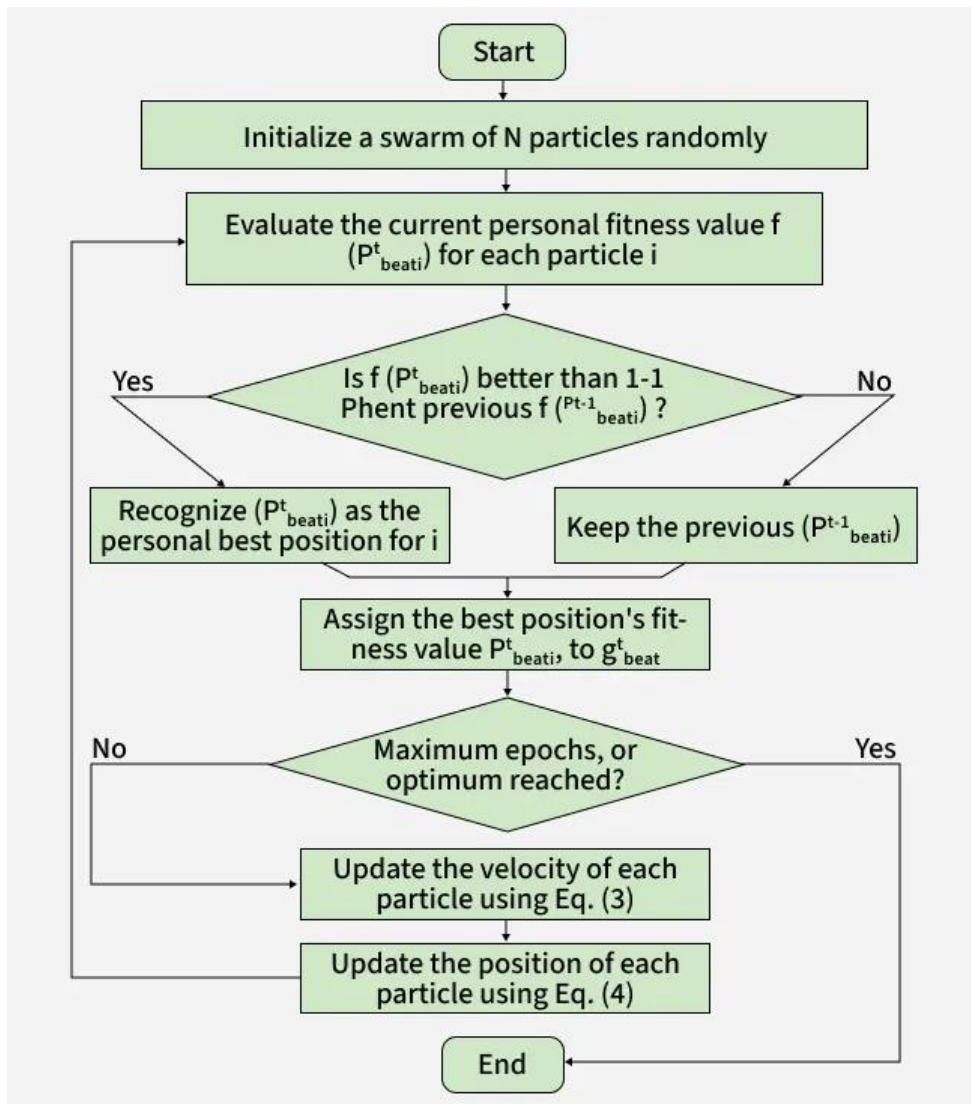 Start
Initialize a swarm of N particles randomly
Evaluate the current personal fitness value f
(Pᵗbeati) for each particle i
Is f (Pᵗbeati) better than 1-1
Phent previous f (ᴾᵗ⁻¹beati) ?
Yes
No
Recognize (Pᵗbeati) as the
personal best position for i
Keep the previous (Pᵗ⁻¹beati)
Assign the best position's fit-
ness value Pᵗbeati, to gᵗbeat
Maximum epochs, or
optimum reached?
No
Yes
Update the velocity of each
particle using Eq. (3)
Update the position of each
particle using Eq. (4)
End